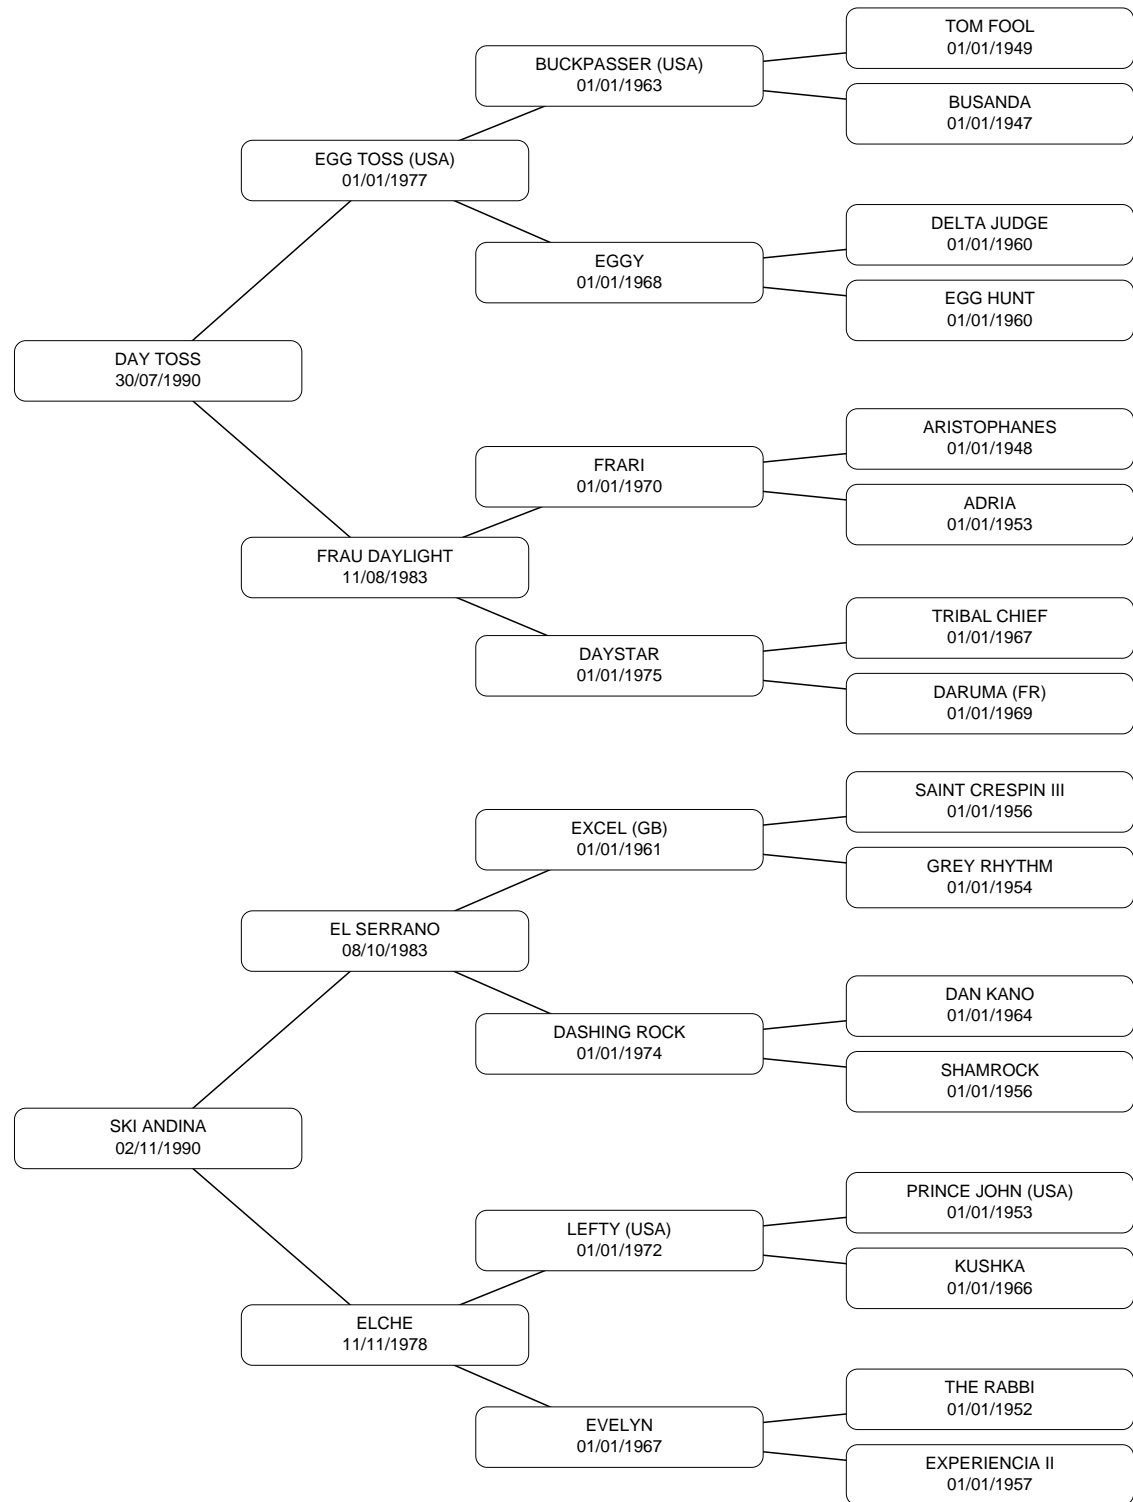 TOM FOOL
01/01/1949
BUCKPASSER (USA)
01/01/1963
BUSANDA
01/01/1947
EGG TOSS (USA)
01/01/1977
DELTA JUDGE
01/01/1960
EGGY
01/01/1968
EGG HUNT
01/01/1960
DAY TOSS
30/07/1990
ARISTOPHANES
01/01/1948
FRARI
01/01/1970
ADRIA
01/01/1953
FRAU DAYLIGHT
11/08/1983
TRIBAL CHIEF
01/01/1967
DAYSTAR
01/01/1975
DARUMA (FR)
01/01/1969
SAINT CRESPIN III
01/01/1956
EXCEL (GB)
01/01/1961
GREY RHYTHM
01/01/1954
EL SERRANO
08/10/1983
DAN KANO
01/01/1964
DASHING ROCK
01/01/1974
SHAMROCK
01/01/1956
SKI ANDINA
02/11/1990
PRINCE JOHN (USA)
01/01/1953
LEFTY (USA)
01/01/1972
KUSHKA
01/01/1966
ELCHE
11/11/1978
THE RABBI
01/01/1952
EVELYN
01/01/1967
EXPERIENCIA II
01/01/1957